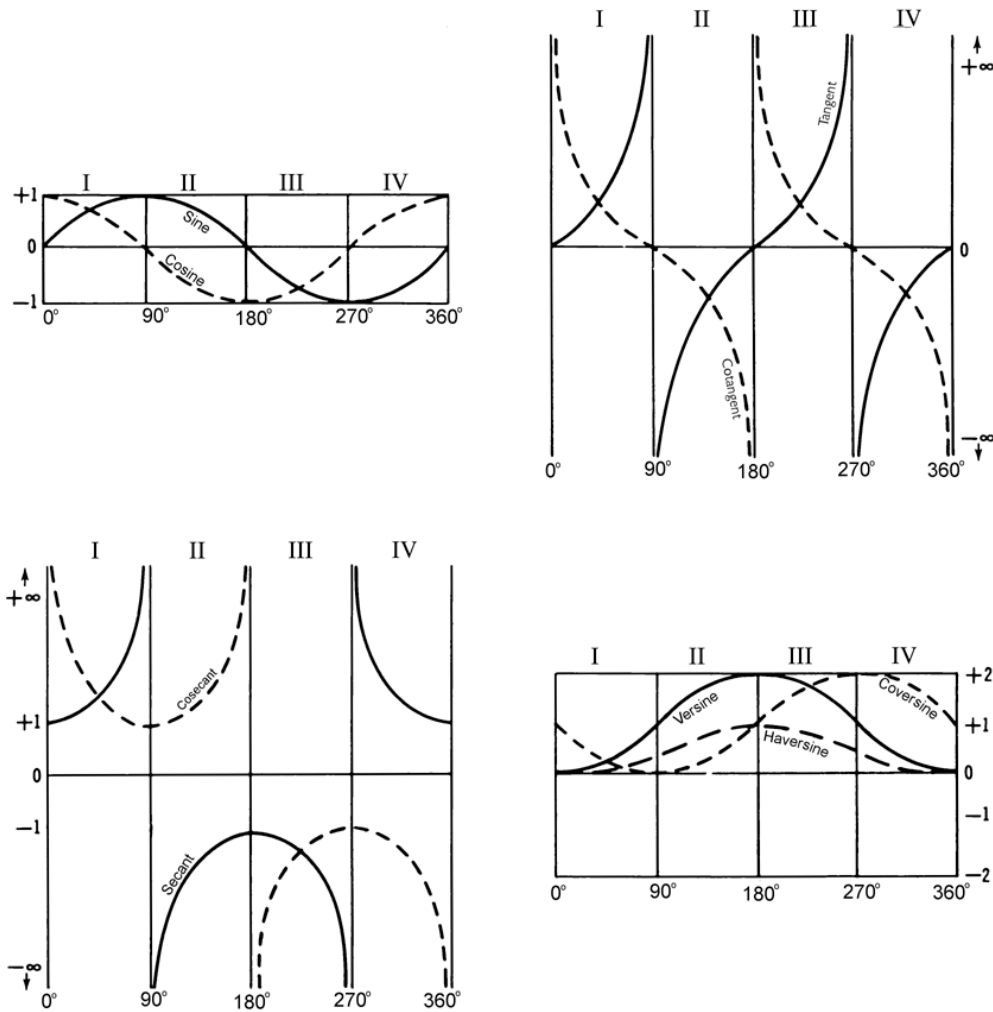 I II III IV
+1
0
−1
Sine
Cosine
0° 90° 180° 270° 360°
I II III IV
+∞
0
−∞
Tangent
Cotangent
0° 90° 180° 270° 360°
I II III IV
+∞
+1
0
−1
−∞
Cosecant
Secant
0° 90° 180° 270° 360°
I II III IV
+2
+1
0
−1
−2
Versine
Coversine
Haversine
0° 90° 180° 270° 360°